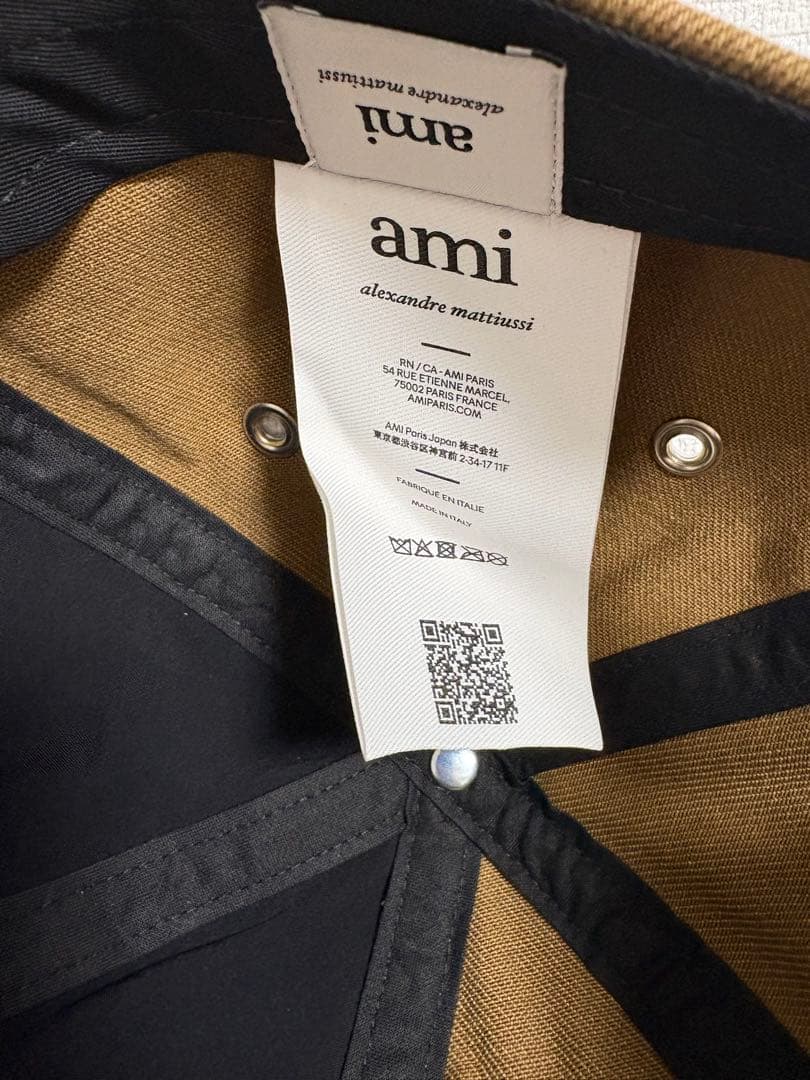 alexandre mattiussi
ami
ami
alexandre mattiussi
RN / CA - AMI PARIS
54 RUE ETIENNE MARCEL,
75002 PARIS FRANCE
AMIPARIS.COM
AMI Paris Japan 株式会社
東京都渋谷区神宮前 2-34-17 11F
FABRIQUÉ EN ITALIE
MADE IN ITALY